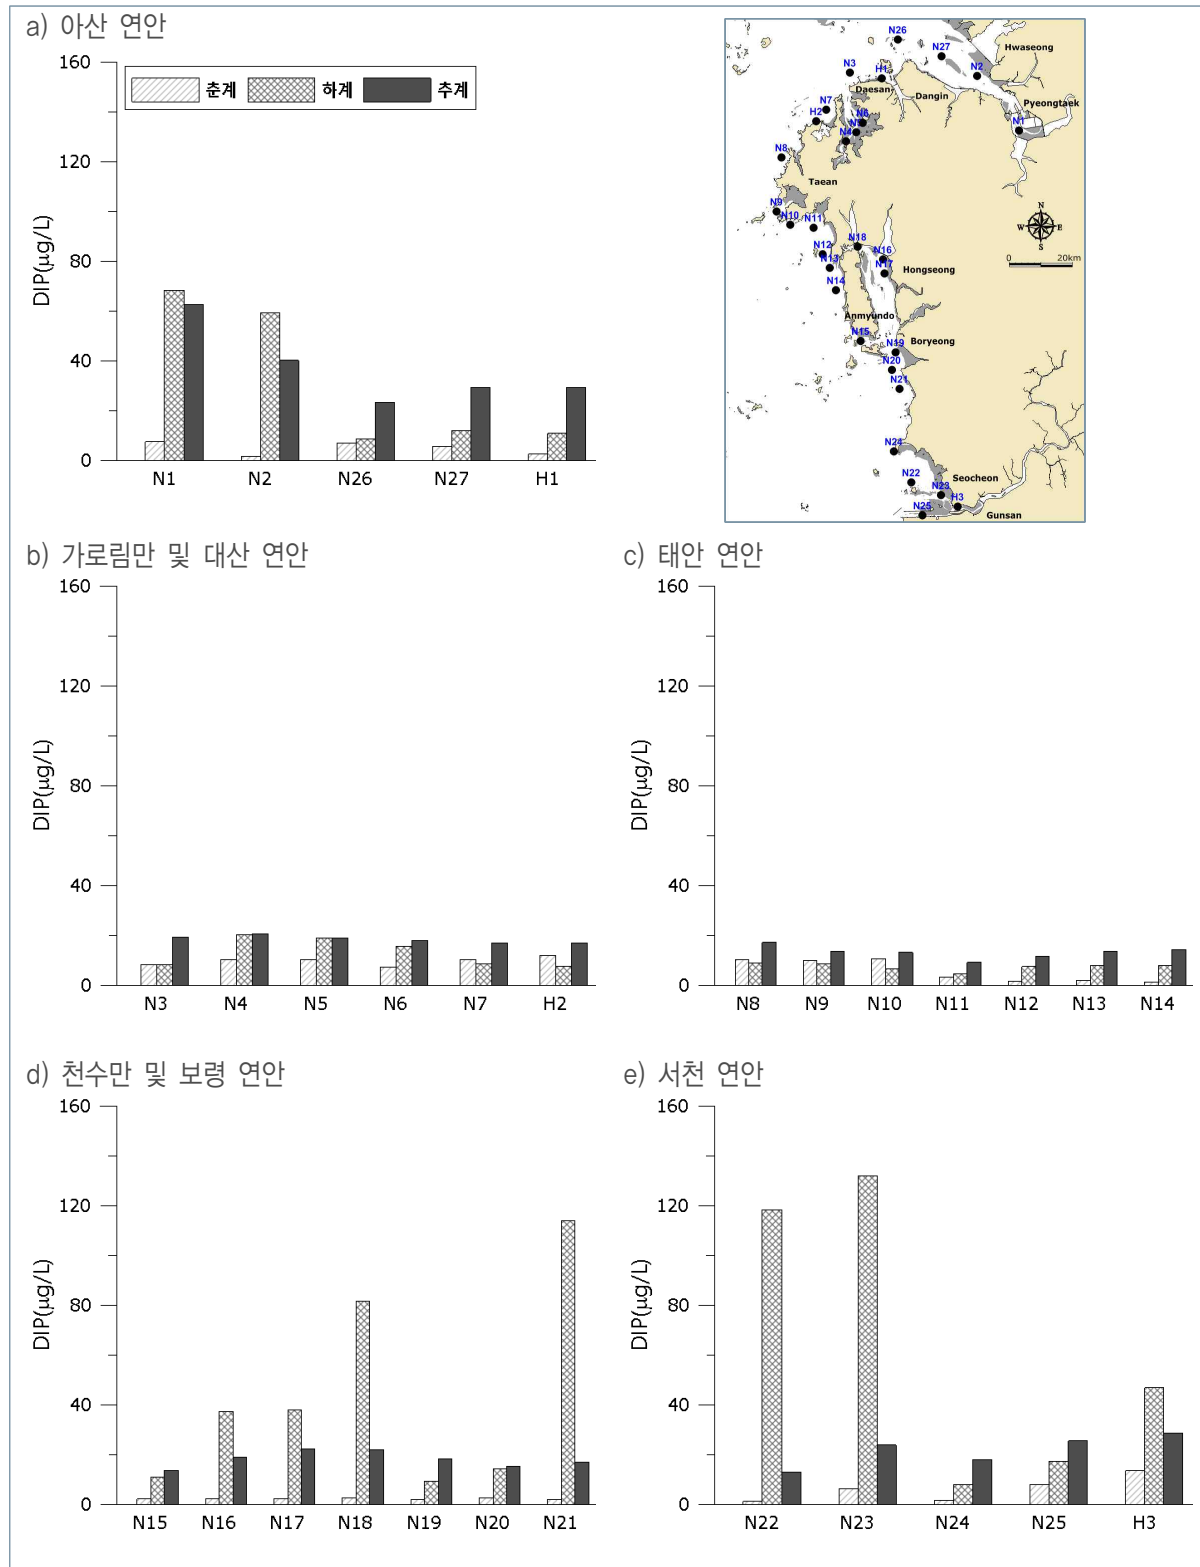 a) 아산 연안
160
120
80
40
0
DIP(μg/L)
춘계 하계 추계
N1 N2 N26 N27 H1
N26
N27
Hwaseong
N3
H1
N2
Daesan
Dangin
Pyeongtaek
N7
H2
N6
N5
N4
N1
N8
Taean
N9
N10
N11
N
W E
S
N18
N12
N16
N13
N17
0 20km
Hongseong
N14
Anmyundo
N15
Boryeong
N19
N20
N21
N24
N22
Seocheon
N23
H3
N25
Gunsan
b) 가로림만 및 대산 연안
160
120
80
40
0
DIP(μg/L)
N3 N4 N5 N6 N7 H2
c) 태안 연안
160
120
80
40
0
DIP(μg/L)
N8 N9 N10 N11 N12 N13 N14
d) 천수만 및 보령 연안
160
120
80
40
0
DIP(μg/L)
N15 N16 N17 N18 N19 N20 N21
e) 서천 연안
160
120
80
40
0
DIP(μg/L)
N22 N23 N24 N25 H3